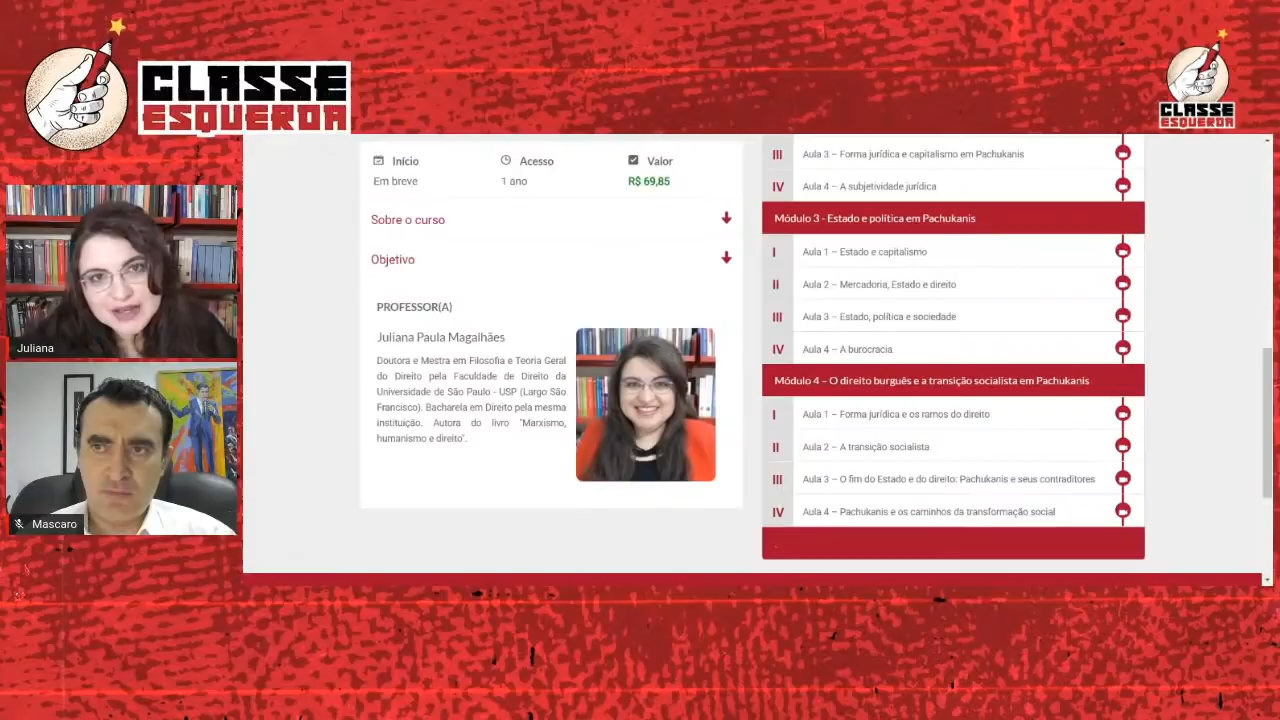 CLASSE
ESQUERDA
CLASSE
ESQUERDA
Juliana
Mascaro
Início
Acesso
Valor
Em breve
1 ano
R$ 69,85
Sobre o curso
Objetivo
PROFESSOR(A)
Juliana Paula Magalhães
Doutora e Mestra em Filosofia e Teoria Geral
do Direito pela Faculdade de Direito da
Universidade de São Paulo - USP (Largo São
Francisco). Bacharela em Direito pela mesma
instituição. Autora do livro "Marxismo,
humanismo e direito".
III Aula 3 – Forma jurídica e capitalismo em Pachukanis
IV Aula 4 – A subjetividade jurídica
Módulo 3 - Estado e política em Pachukanis
I Aula 1 – Estado e capitalismo
II Aula 2 – Mercadoria, Estado e direito
III Aula 3 – Estado, política e sociedade
IV Aula 4 – A burocracia
Módulo 4 – O direito burguês e a transição socialista em Pachukanis
I Aula 1 – Forma jurídica e os ramos do direito
II Aula 2 – A transição socialista
III Aula 3 – O fim do Estado e do direito: Pachukanis e seus contraditores
IV Aula 4 – Pachukanis e os caminhos da transformação social